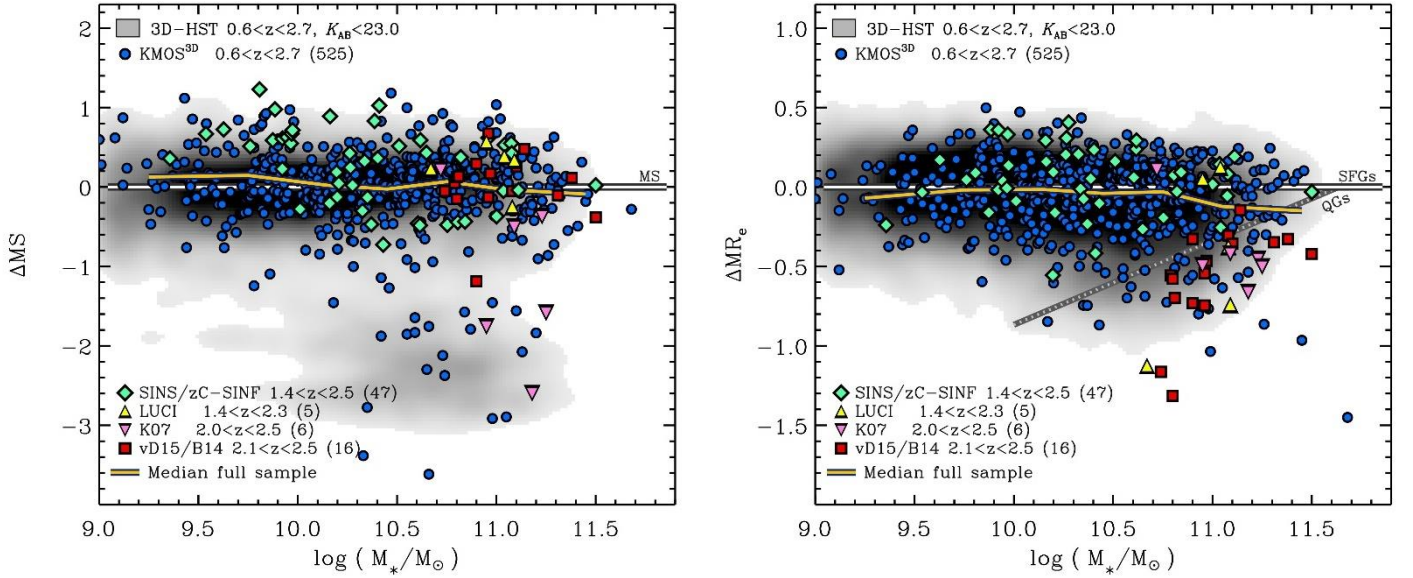 3D-HST 0.6<z<2.7, K_AB<23.0
KMOS^3D 0.6<z<2.7 (525)
MS
SINS/zC-SINF 1.4<z<2.5 (47)
LUCI 1.4<z<2.3 (5)
K07 2.0<z<2.5 (6)
vD15/B14 2.1<z<2.5 (16)
Median full sample
2
1
0
−1
−2
−3
ΔMS
9.0 9.5 10.0 10.5 11.0 11.5
log ( M_*/M_⊙ )
3D-HST 0.6<z<2.7, K_AB<23.0
KMOS^3D 0.6<z<2.7 (525)
SFGs
QGs
SINS/zC-SINF 1.4<z<2.5 (47)
LUCI 1.4<z<2.3 (5)
K07 2.0<z<2.5 (6)
vD15/B14 2.1<z<2.5 (16)
Median full sample
1.0
0.5
0.0
−0.5
−1.0
−1.5
ΔMR_e
9.0 9.5 10.0 10.5 11.0 11.5
log ( M_*/M_⊙ )